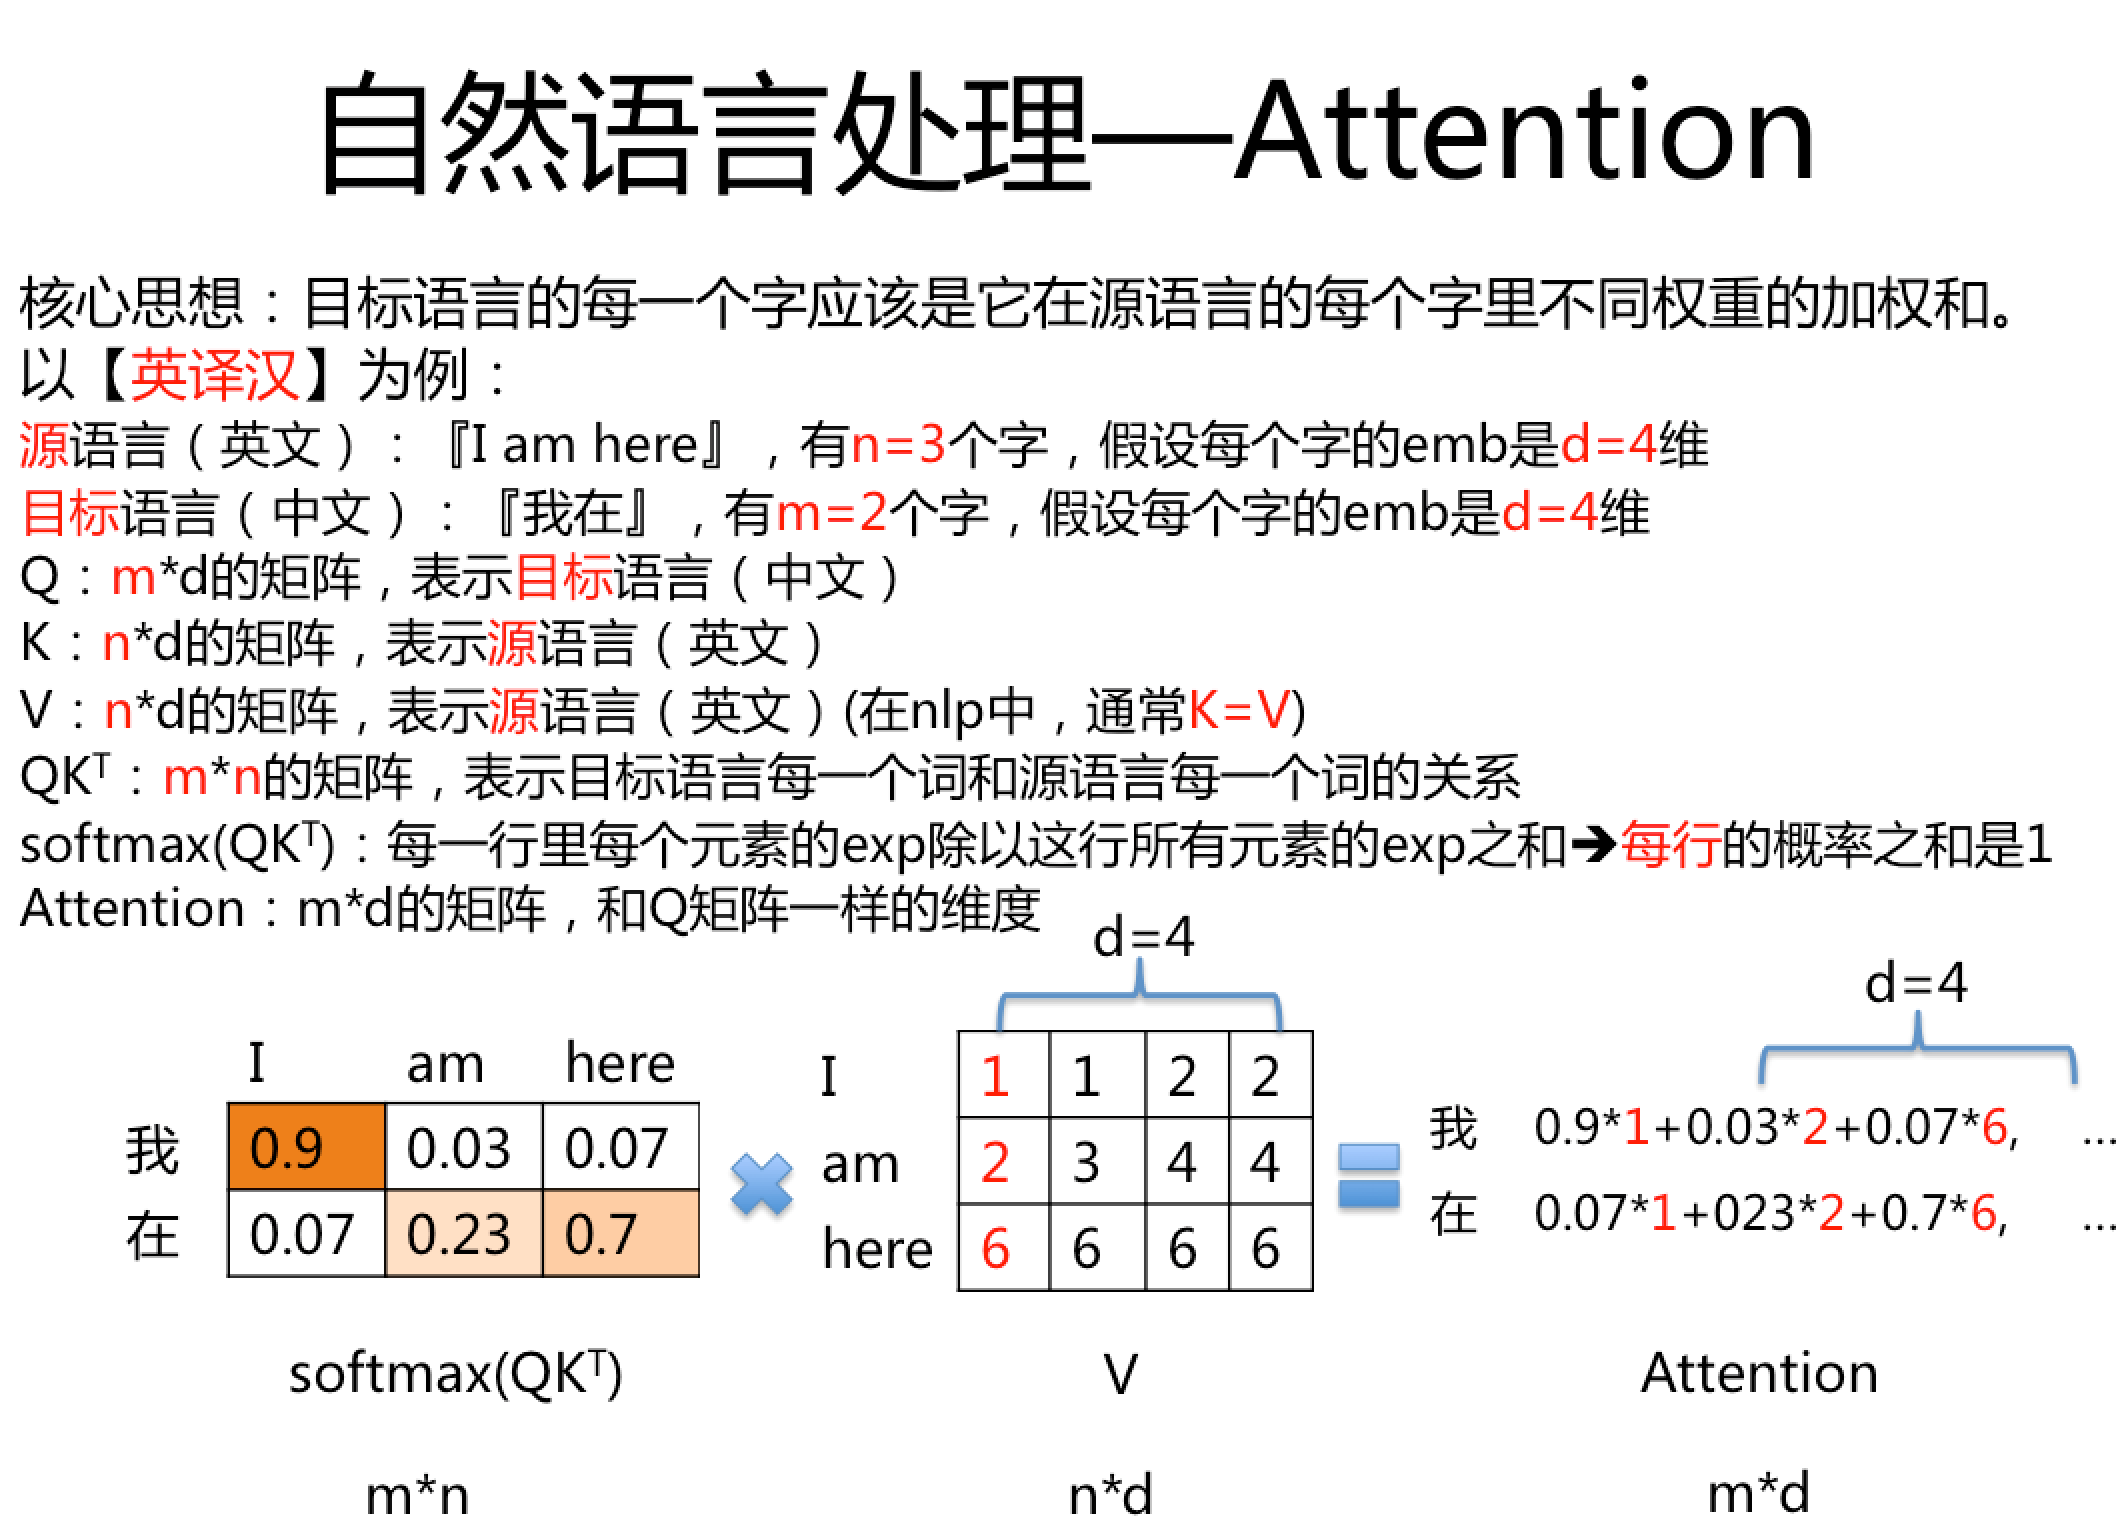 自然语言处理—Attention
核心思想：目标语言的每一个字应该是它在源语言的每个字里不同权重的加权和。
以【英译汉】为例：
源语言（英文）：『I am here』，有n=3个字，假设每个字的emb是d=4维
目标语言（中文）：『我在』，有m=2个字，假设每个字的emb是d=4维
Q：m*d的矩阵，表示目标语言（中文）
K：n*d的矩阵，表示源语言（英文）
V：n*d的矩阵，表示源语言（英文）(在nlp中，通常K=V)
QKᵀ：m*n的矩阵，表示目标语言每一个词和源语言每一个词的关系
softmax(QKᵀ)：每一行里每个元素的exp除以这行所有元素的exp之和➔每行的概率之和是1
Attention：m*d的矩阵，和Q矩阵一样的维度
I am here
我 0.9 0.03 0.07
在 0.07 0.23 0.7
softmax(QKᵀ)
m*n
d=4
I 1 1 2 2
am 2 3 4 4
here 6 6 6 6
V
n*d
d=4
我 0.9*1+0.03*2+0.07*6, ...
在 0.07*1+023*2+0.7*6, ...
Attention
m*d